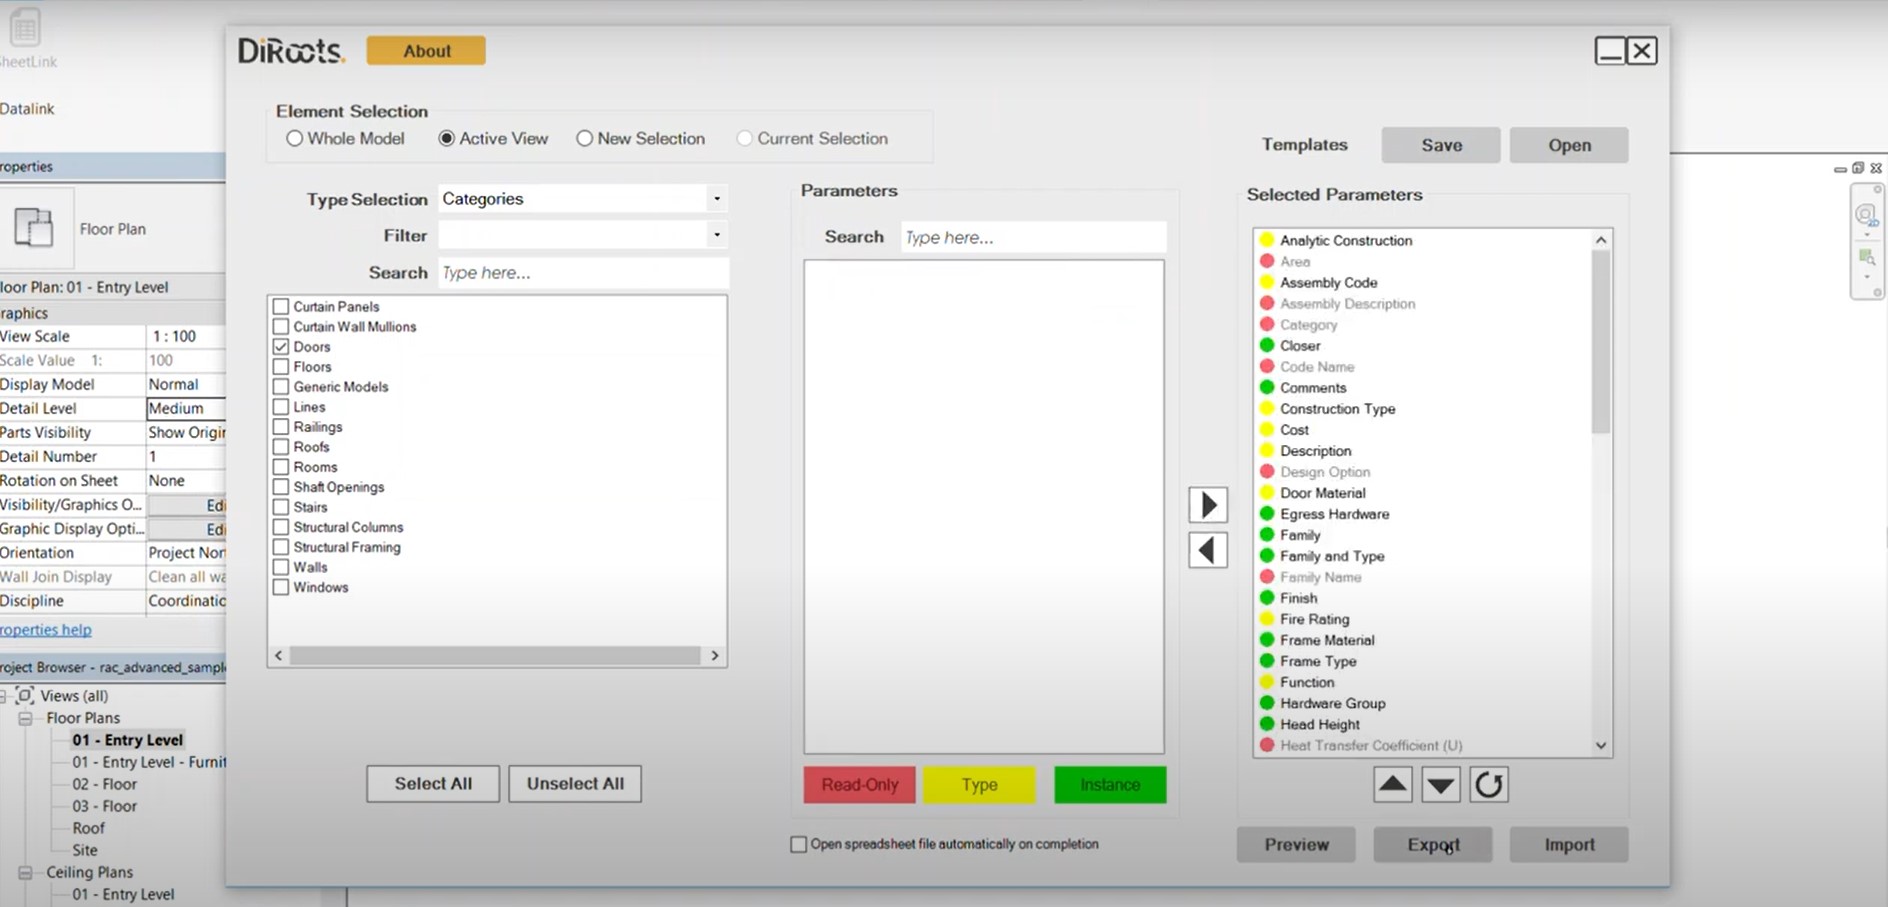 SheetLink
Datalink
DiRoots.
About
Element Selection
Whole Model
Active View
New Selection
Current Selection
Templates
Save
Open
Type Selection
Categories
Filter
Search
Type here...
Curtain Panels
Curtain Wall Mullions
Doors
Floors
Generic Models
Lines
Railings
Roofs
Rooms
Shaft Openings
Stairs
Structural Columns
Structural Framing
Walls
Windows
Select All
Unselect All
Parameters
Search
Type here...
Read-Only
Type
Instance
Open spreadsheet file automatically on completion
Selected Parameters
Analytic Construction
Area
Assembly Code
Assembly Description
Category
Closer
Code Name
Comments
Construction Type
Cost
Description
Design Option
Door Material
Egress Hardware
Family
Family and Type
Family Name
Finish
Fire Rating
Frame Material
Frame Type
Function
Hardware Group
Head Height
Heat Transfer Coefficient (U)
Preview
Export
Import
roperties
Floor Plan
loor Plan: 01 - Entry Level
raphics
View Scale 1 : 100
Scale Value 1: 100
Display Model Normal
Detail Level Medium
Parts Visibility Show Origin
Detail Number 1
Rotation on Sheet None
Visibility/Graphics O... Edi
Graphic Display Opti... Edi
Orientation Project Nor
Wall Join Display Clean all wa
Discipline Coordinatio
roperties help
roject Browser - rac_advanced_sampl
Views (all)
Floor Plans
01 - Entry Level
01 - Entry Level - Furnit
02 - Floor
03 - Floor
Roof
Site
Ceiling Plans
01 - Entry Level
2D